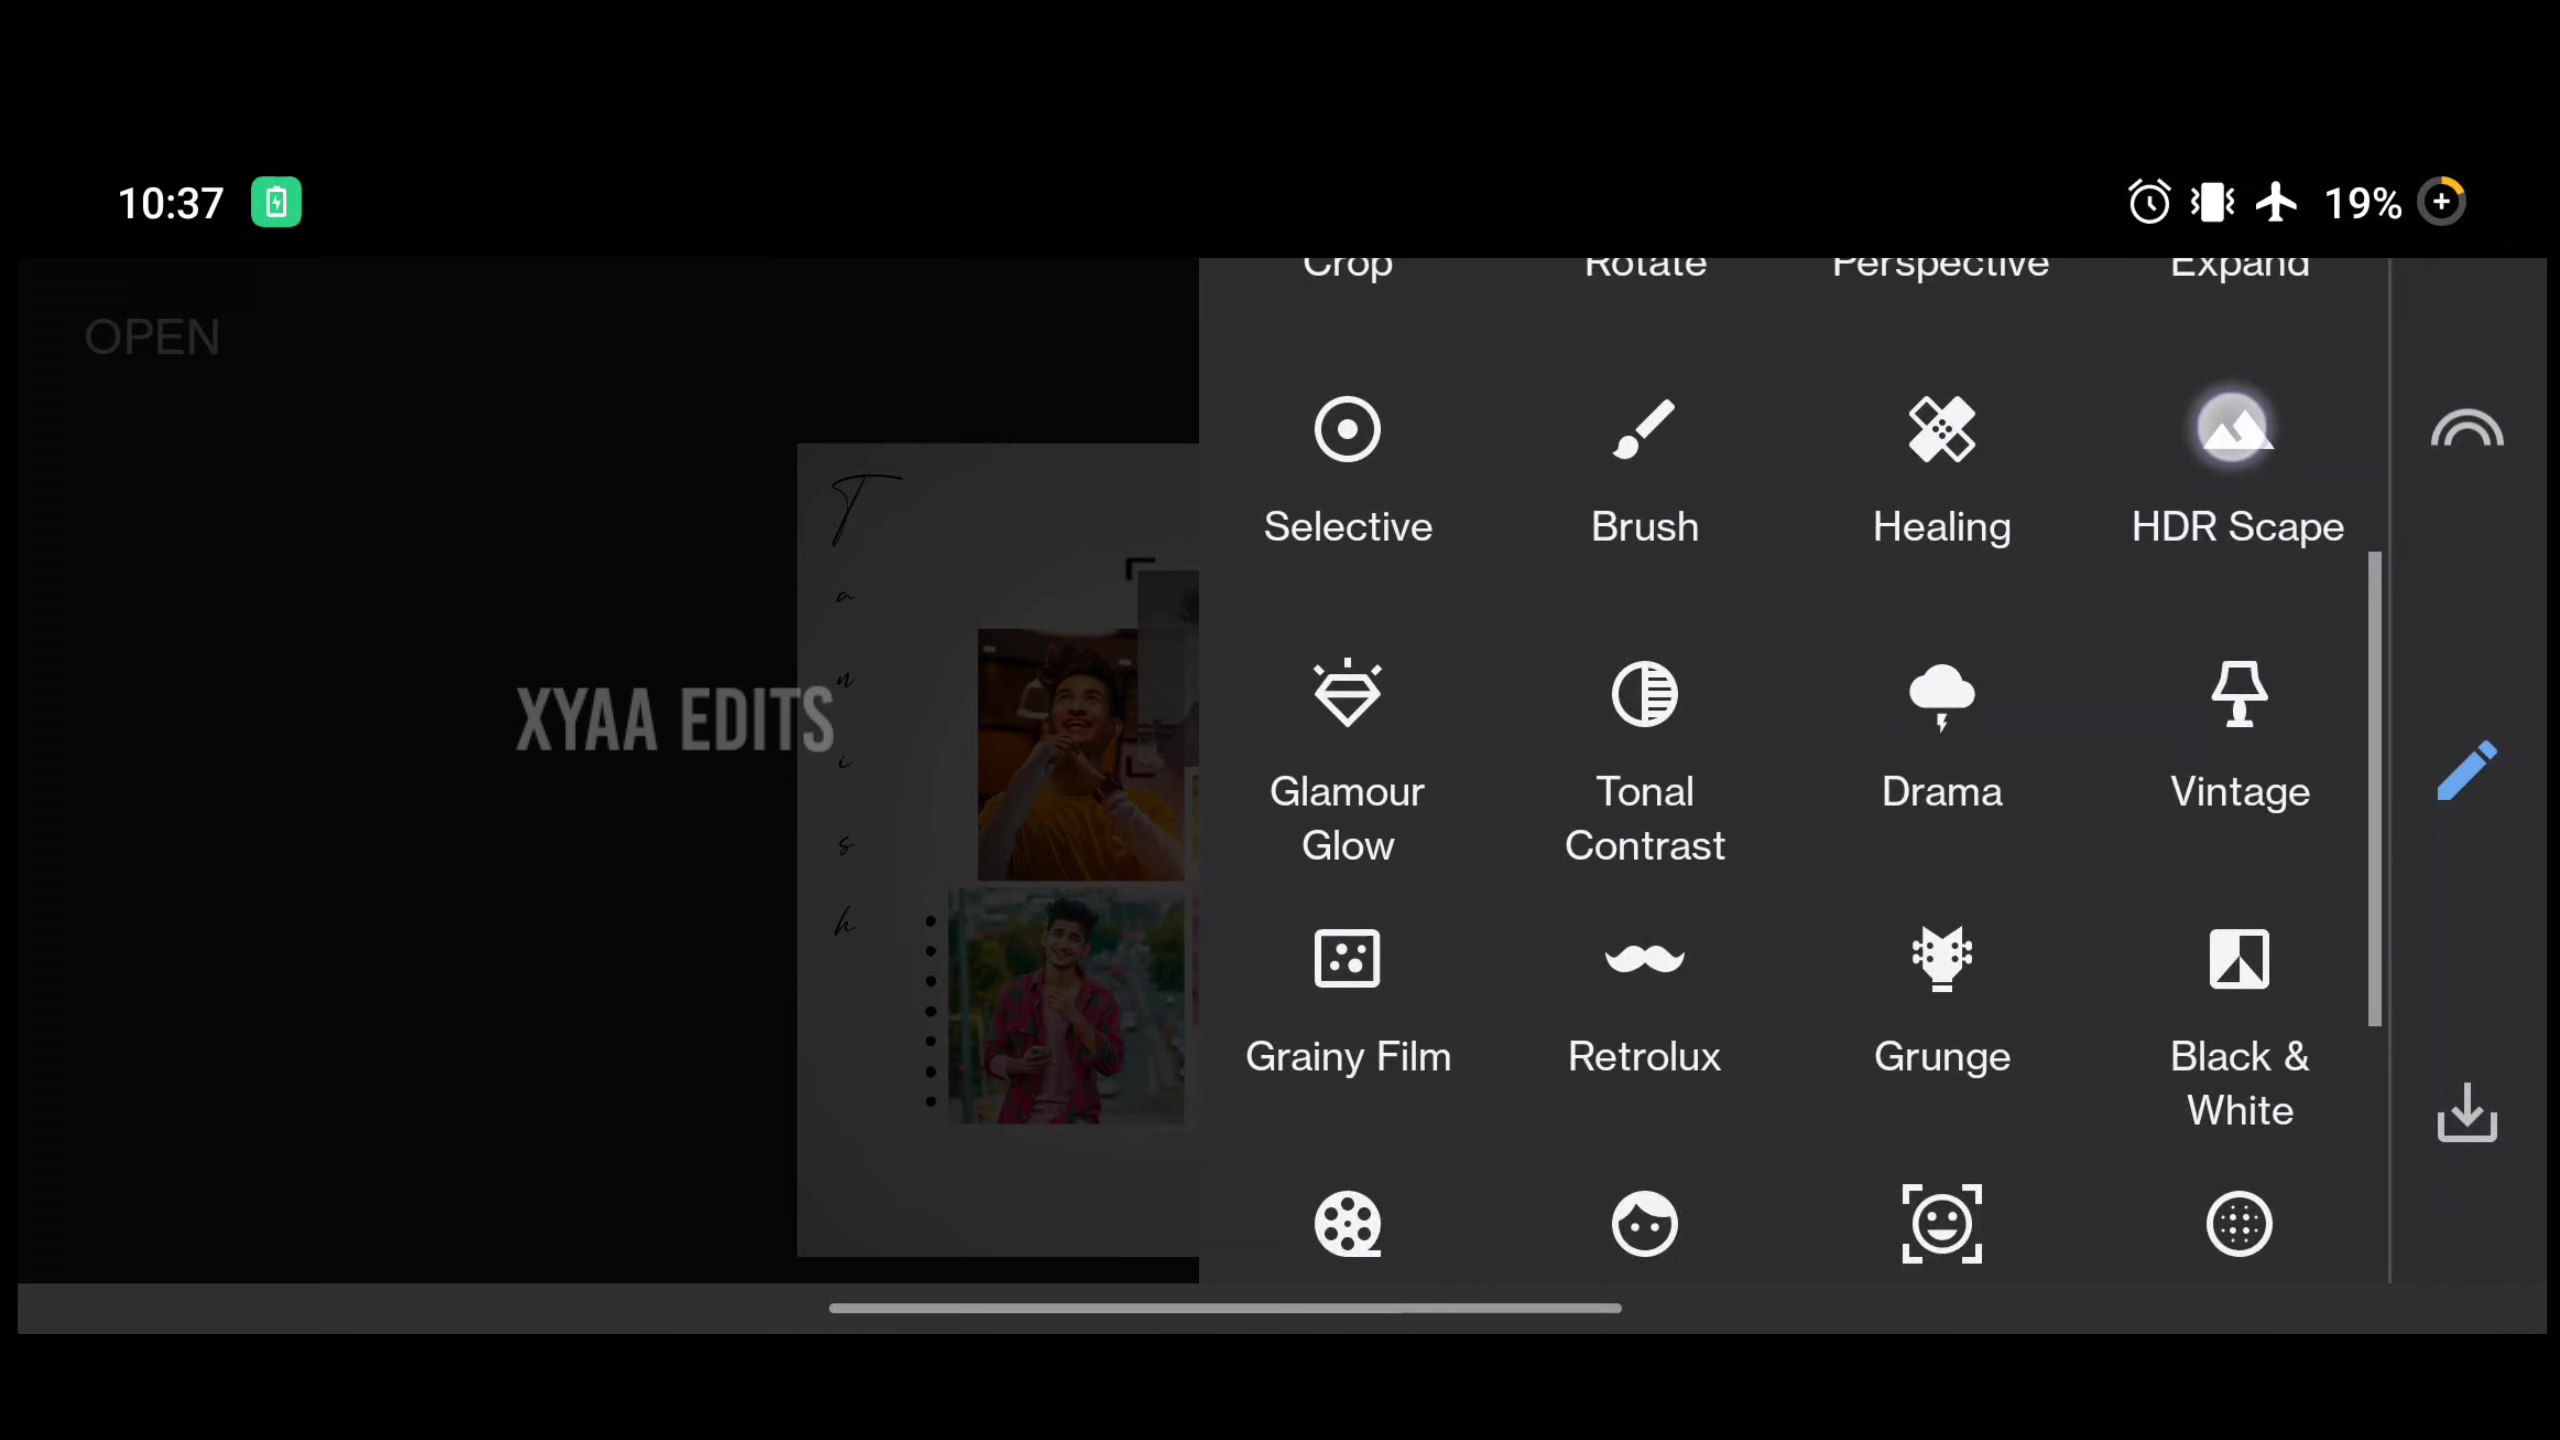 10:37
19%
Crop Rotate Perspective Expand
OPEN
Selective Brush Healing HDR Scape
T
a
n
i
s
h
XYAA EDITS
Glamour Glow
Tonal Contrast
Drama
Vintage
Grainy Film
Retrolux
Grunge
Black & White